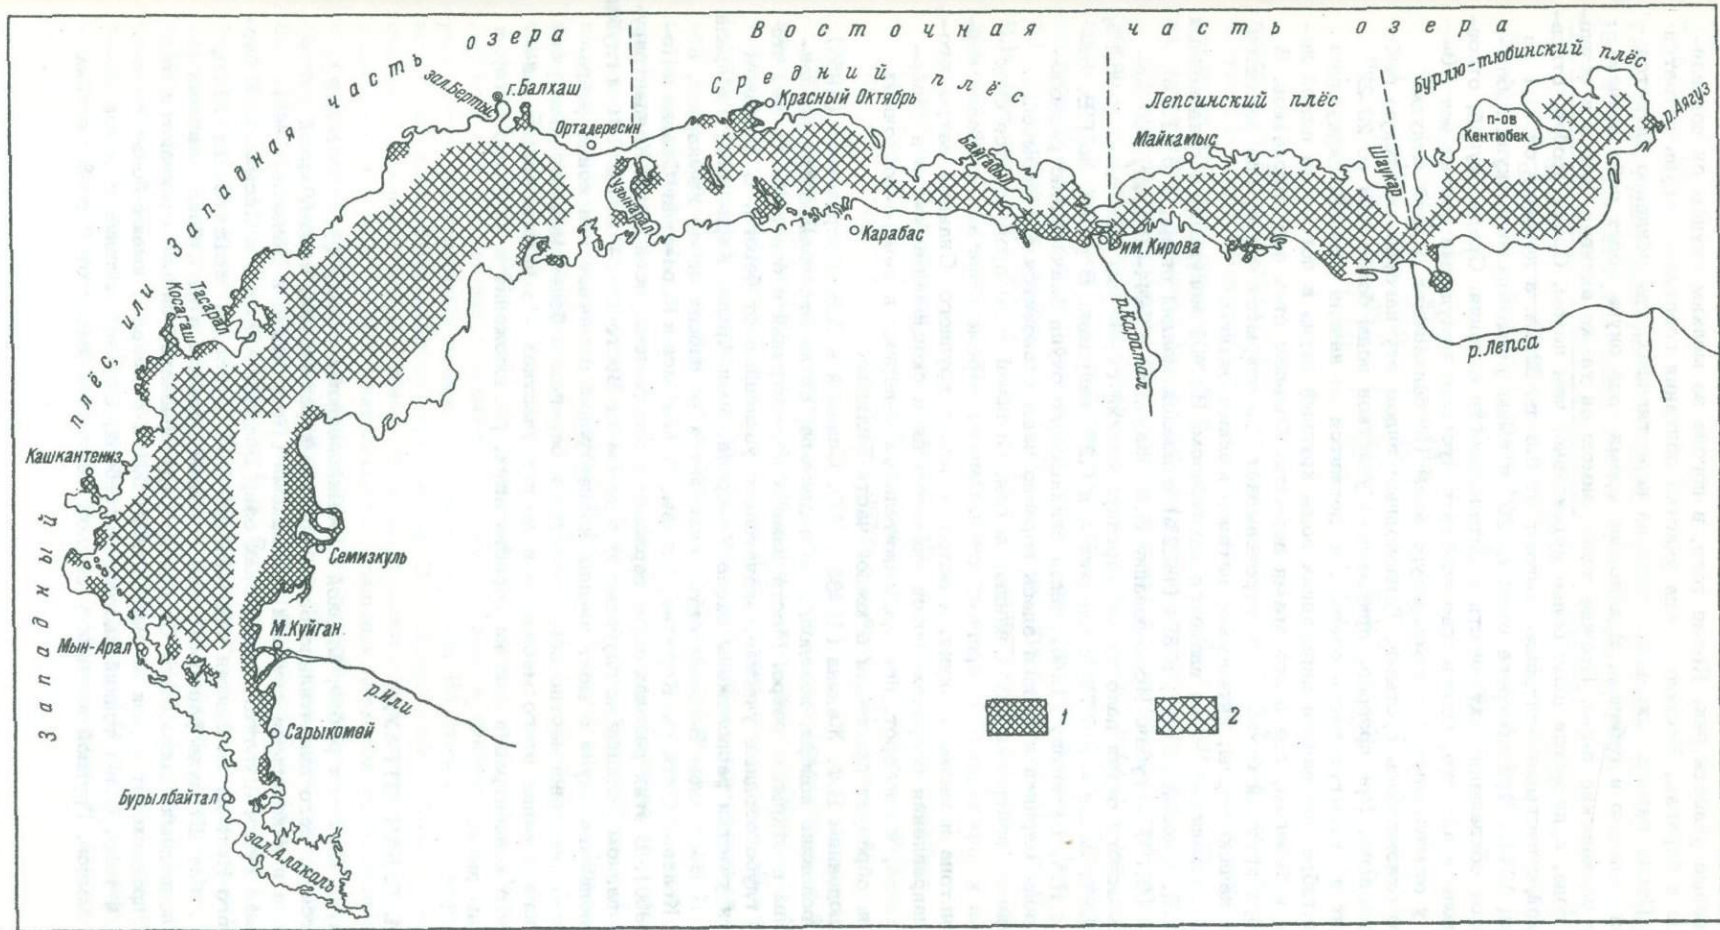 Западный плёс или Западная часть озера
Восточная часть озера
Средний плёс
Лепсинский плёс
Бурлю-тюбинский плёс
зал. Бертыс
г. Балхаш
Ортадересин
Узынарал
Красный Октябрь
Байгабыл
Карабас
Майкамыс
Шаукар
п-ов
Кентюбек
р. Аягуз
им. Кирова
р. Каратал
р. Лепса
Тасарал
Косагаш
Кашкантениз
Семизкуль
Мын-Арал
М. Куйган
р. Или
Сарыкомей
Бурылбайтал
зал. Алаколь
1
2